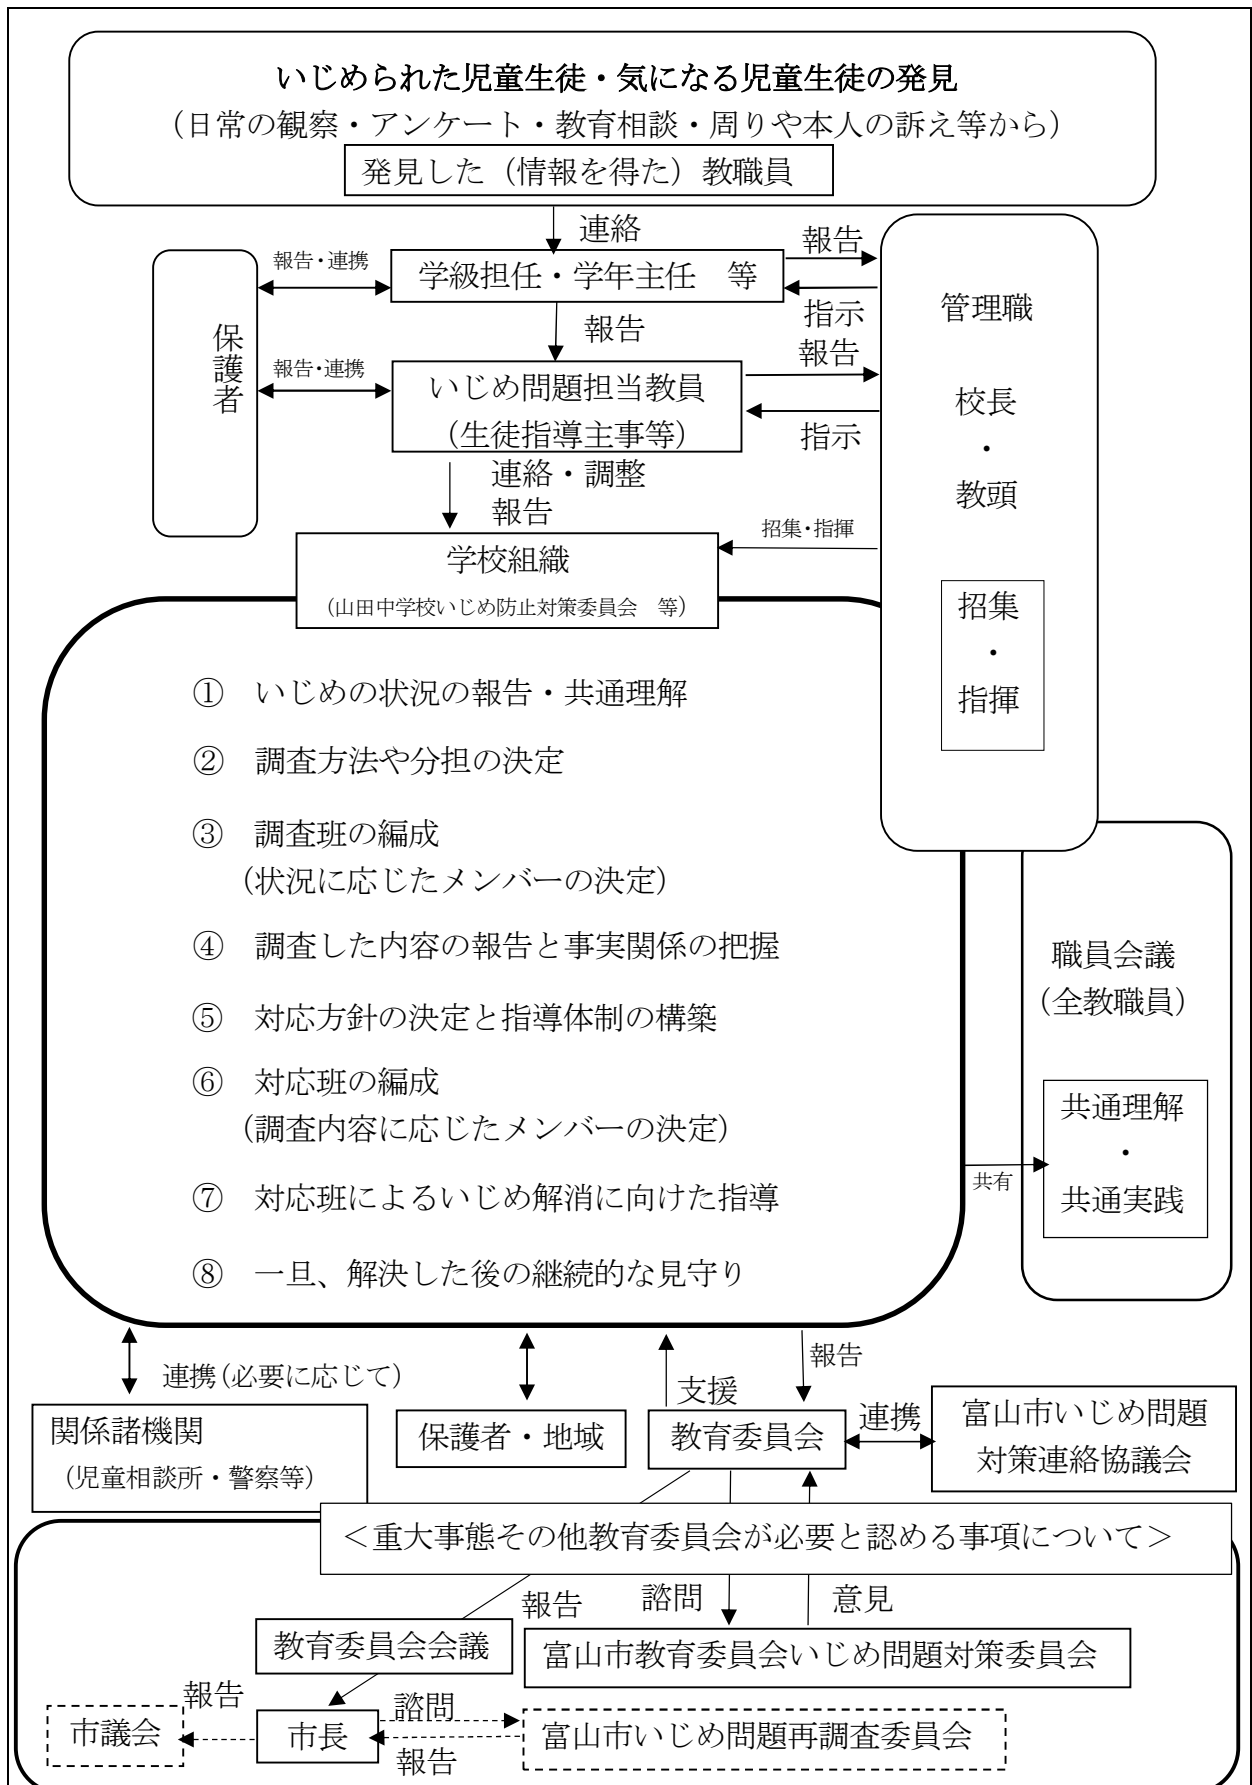 いじめられた児童生徒・気になる児童生徒の発見
（日常の観察・アンケート・教育相談・周りや本人の訴え等から）
発見した（情報を得た）教職員
連絡
報告
報告・連携
学級担任・学年主任　等
指示
報告
保護者
報告・連携
いじめ問題担当教員
（生徒指導主事等）
報告
指示
管理職
校長
・
教頭
招集
・
指揮
連絡・調整
報告
招集・指揮
学校組織
（山田中学校いじめ防止対策委員会　等）
①　いじめの状況の報告・共通理解
②　調査方法や分担の決定
③　調査班の編成
（状況に応じたメンバーの決定）
④　調査した内容の報告と事実関係の把握
⑤　対応方針の決定と指導体制の構築
⑥　対応班の編成
（調査内容に応じたメンバーの決定）
⑦　対応班によるいじめ解消に向けた指導
⑧　一旦、解決した後の継続的な見守り
職員会議
（全教職員）
共通理解
・
共通実践
共有
連携（必要に応じて）
支援
報告
関係諸機関
（児童相談所・警察等）
保護者・地域
教育委員会
連携
富山市いじめ問題
対策連絡協議会
＜重大事態その他教育委員会が必要と認める事項について＞
報告
諮問
意見
教育委員会会議
富山市教育委員会いじめ問題対策委員会
報告
諮問
市議会
市長
富山市いじめ問題再調査委員会
報告